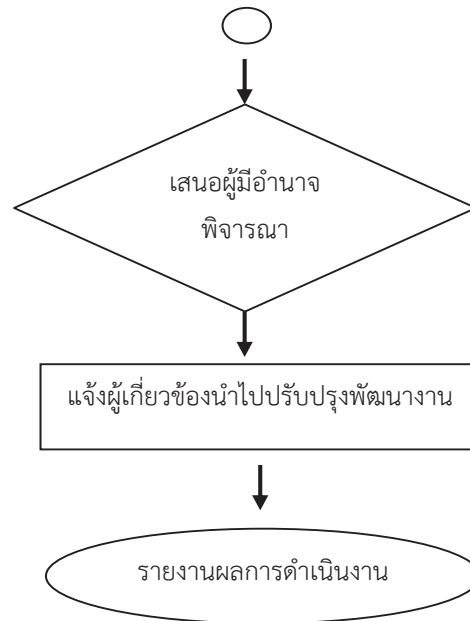 เสนอผู้มีอำนาจ
พิจารณา
แจ้งผู้เกี่ยวข้องนำไปปรับปรุงพัฒนางาน
รายงานผลการดำเนินงาน